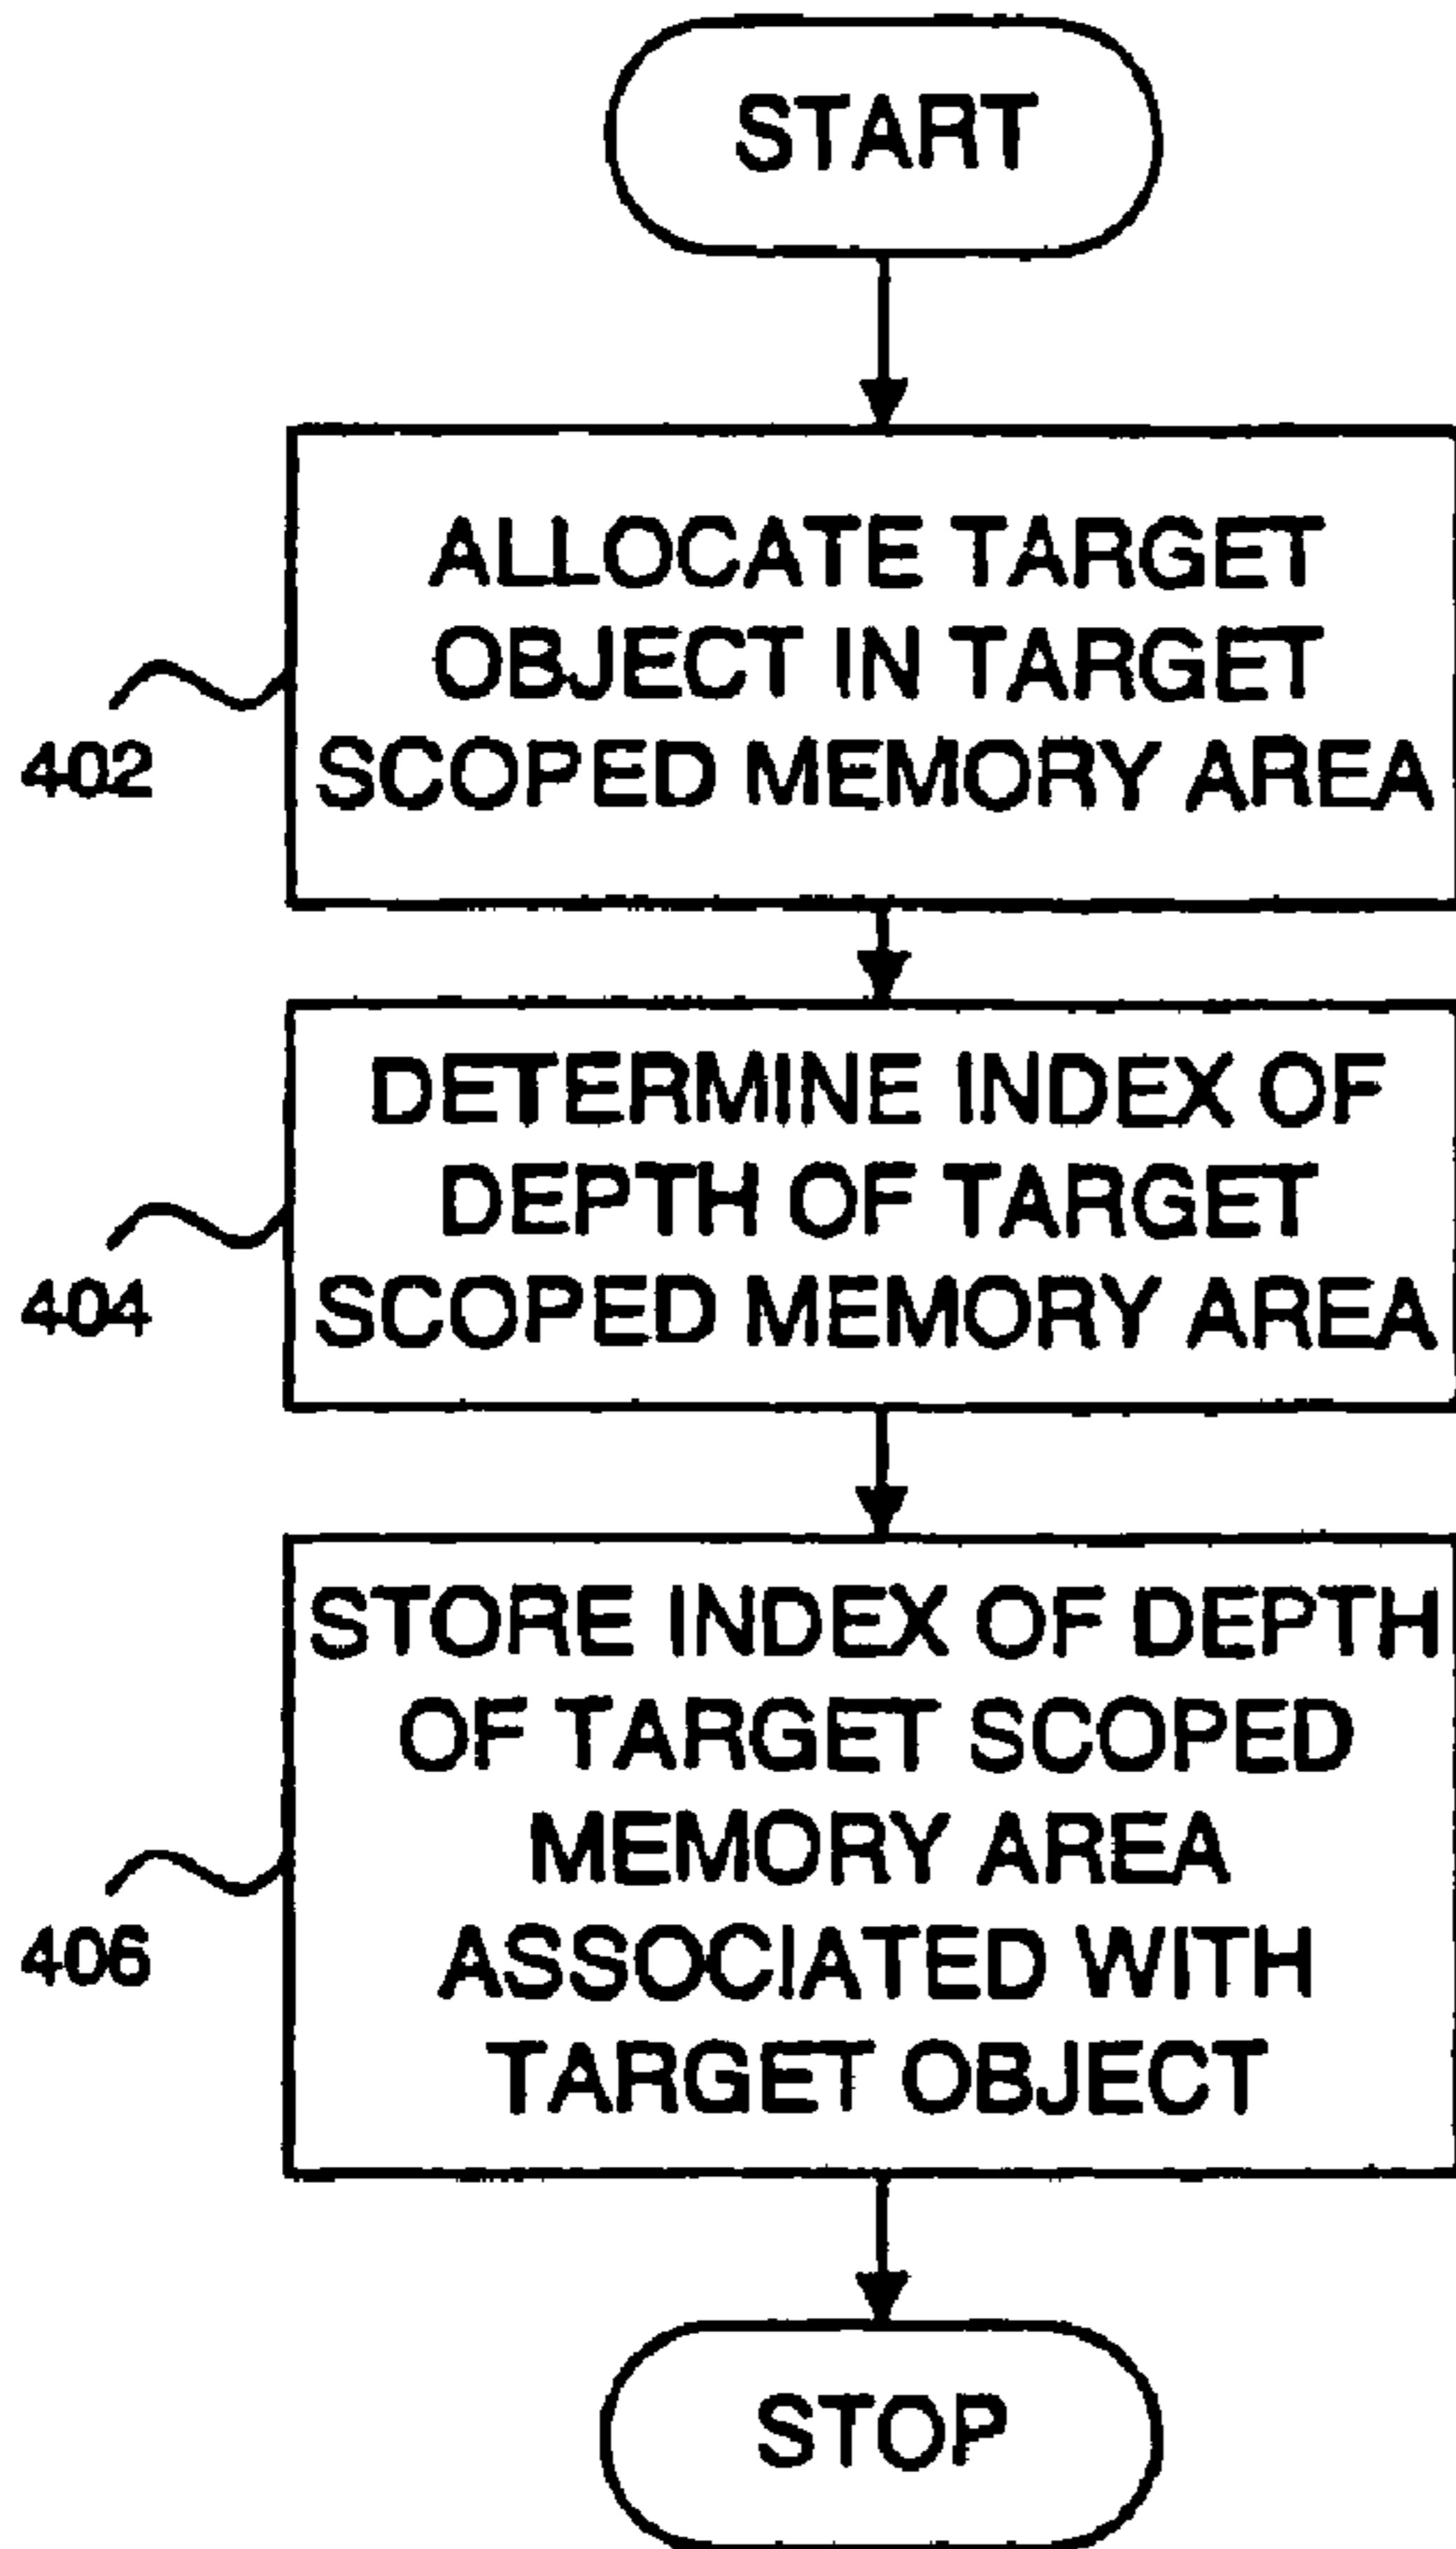 START
ALLOCATE TARGET
OBJECT IN TARGET
SCOPED MEMORY AREA
402
DETERMINE INDEX OF
DEPTH OF TARGET
SCOPED MEMORY AREA
404
STORE INDEX OF DEPTH
OF TARGET SCOPED
MEMORY AREA
ASSOCIATED WITH
TARGET OBJECT
406
STOP